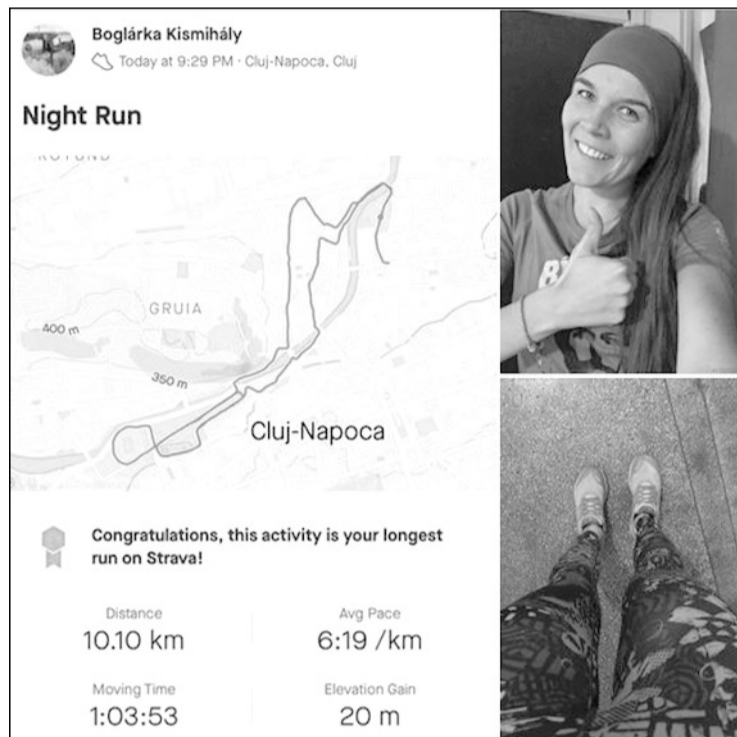 Boglárka Kismihály
Today at 9:29 PM · Cluj-Napoca, Cluj
Night Run
GRUIA
400 m
350 m
Cluj-Napoca
Congratulations, this activity is your longest
run on Strava!
Distance
Avg Pace
10.10 km
6:19 /km
Moving Time
Elevation Gain
1:03:53
20 m